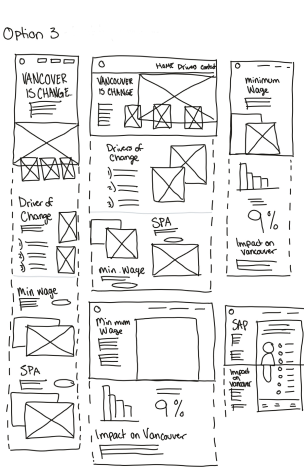 Option 3
VANCOUVER
IS CHANGE
Driver of
Change
1)
2)
3)
Min wage
SPA
Home Drivers contact
VANCOUVER
IS CHANGE
Drivers of
Change
1)
2)
3)
SPA
min. wage
minimum
Wage
9%
Impact on
Vancouver
Min mum
Wage
9%
Impact on Vancouver
SAP
Impact
on
Vancouver